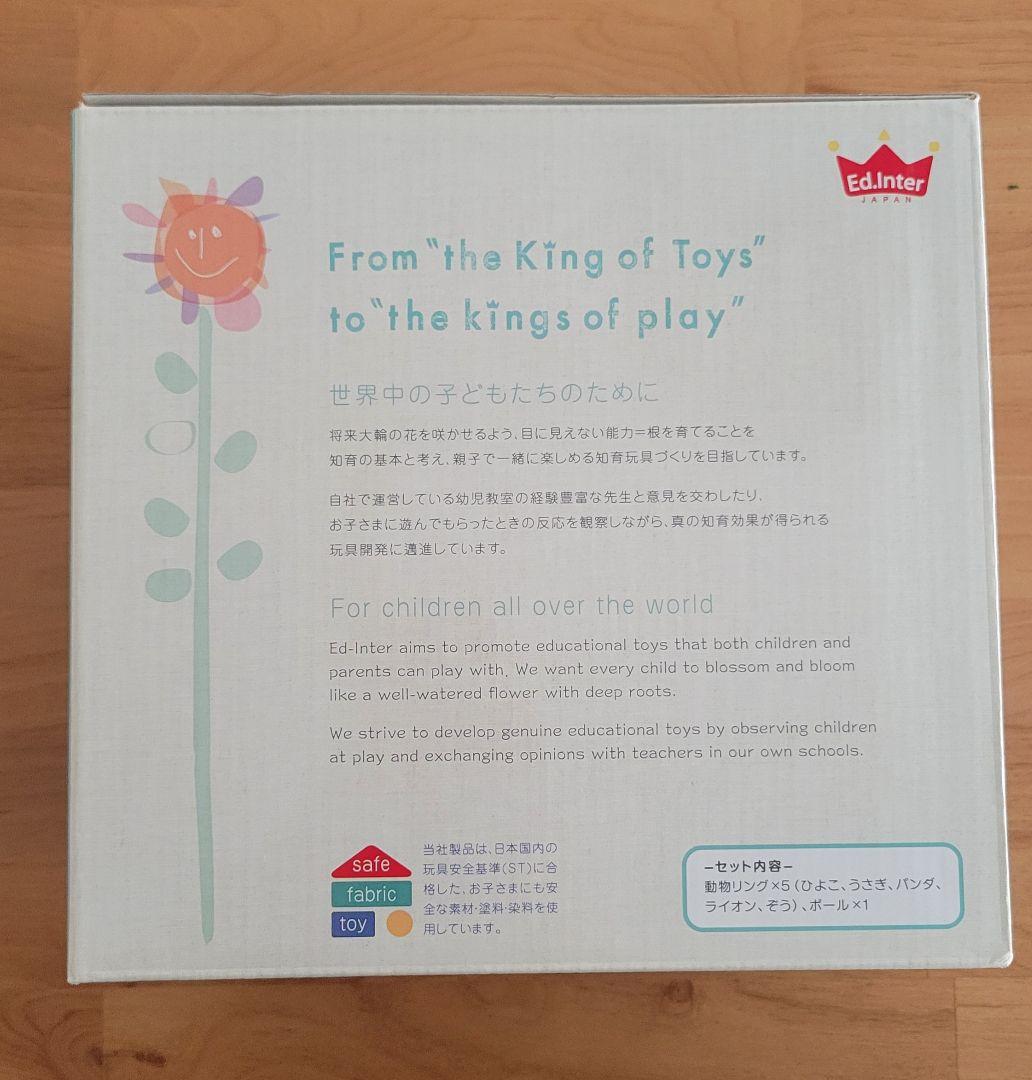 Ed.Inter
JAPAN
From "the King of Toys"
to "the kings of play"
世界中の子どもたちのために
将来大輪の花を咲かせるよう、目に見えない能力=根を育てることを
知育の基本と考え、親子で一緒に楽しめる知育玩具づくりを目指しています。
自社で運営している幼児教室の経験豊富な先生と意見を交わしたり、
お子さまに遊んでもらったときの反応を観察しながら、真の知育効果が得られる
玩具開発に邁進しています。
For children all over the world
Ed-Inter aims to promote educational toys that both children and
parents can play with. We want every child to blossom and bloom
like a well-watered flower with deep roots.
We strive to develop genuine educational toys by observing children
at play and exchanging opinions with teachers in our own schools.
safe
fabric
toy
当社製品は、日本国内の
玩具安全基準(ST)に合
格した、お子さまにも安
全な素材・塗料・染料を使
用しています。
–セット内容–
動物リング×5(ひよこ、うさぎ、パンダ、
ライオン、ぞう)、ボール×1